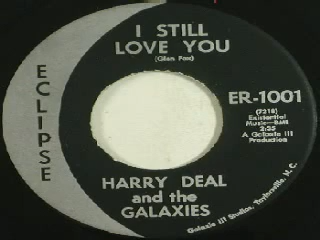 I STILL
LOVE YOU
(Glen Fox)
ECLIPSE
ER-1001
(7218)
Existential
Music-BMI
2:35
A Galaxie III
Production
HARRY DEAL
and the
GALAXIES
Galaxie III Studios, Taylorsville, N.C.